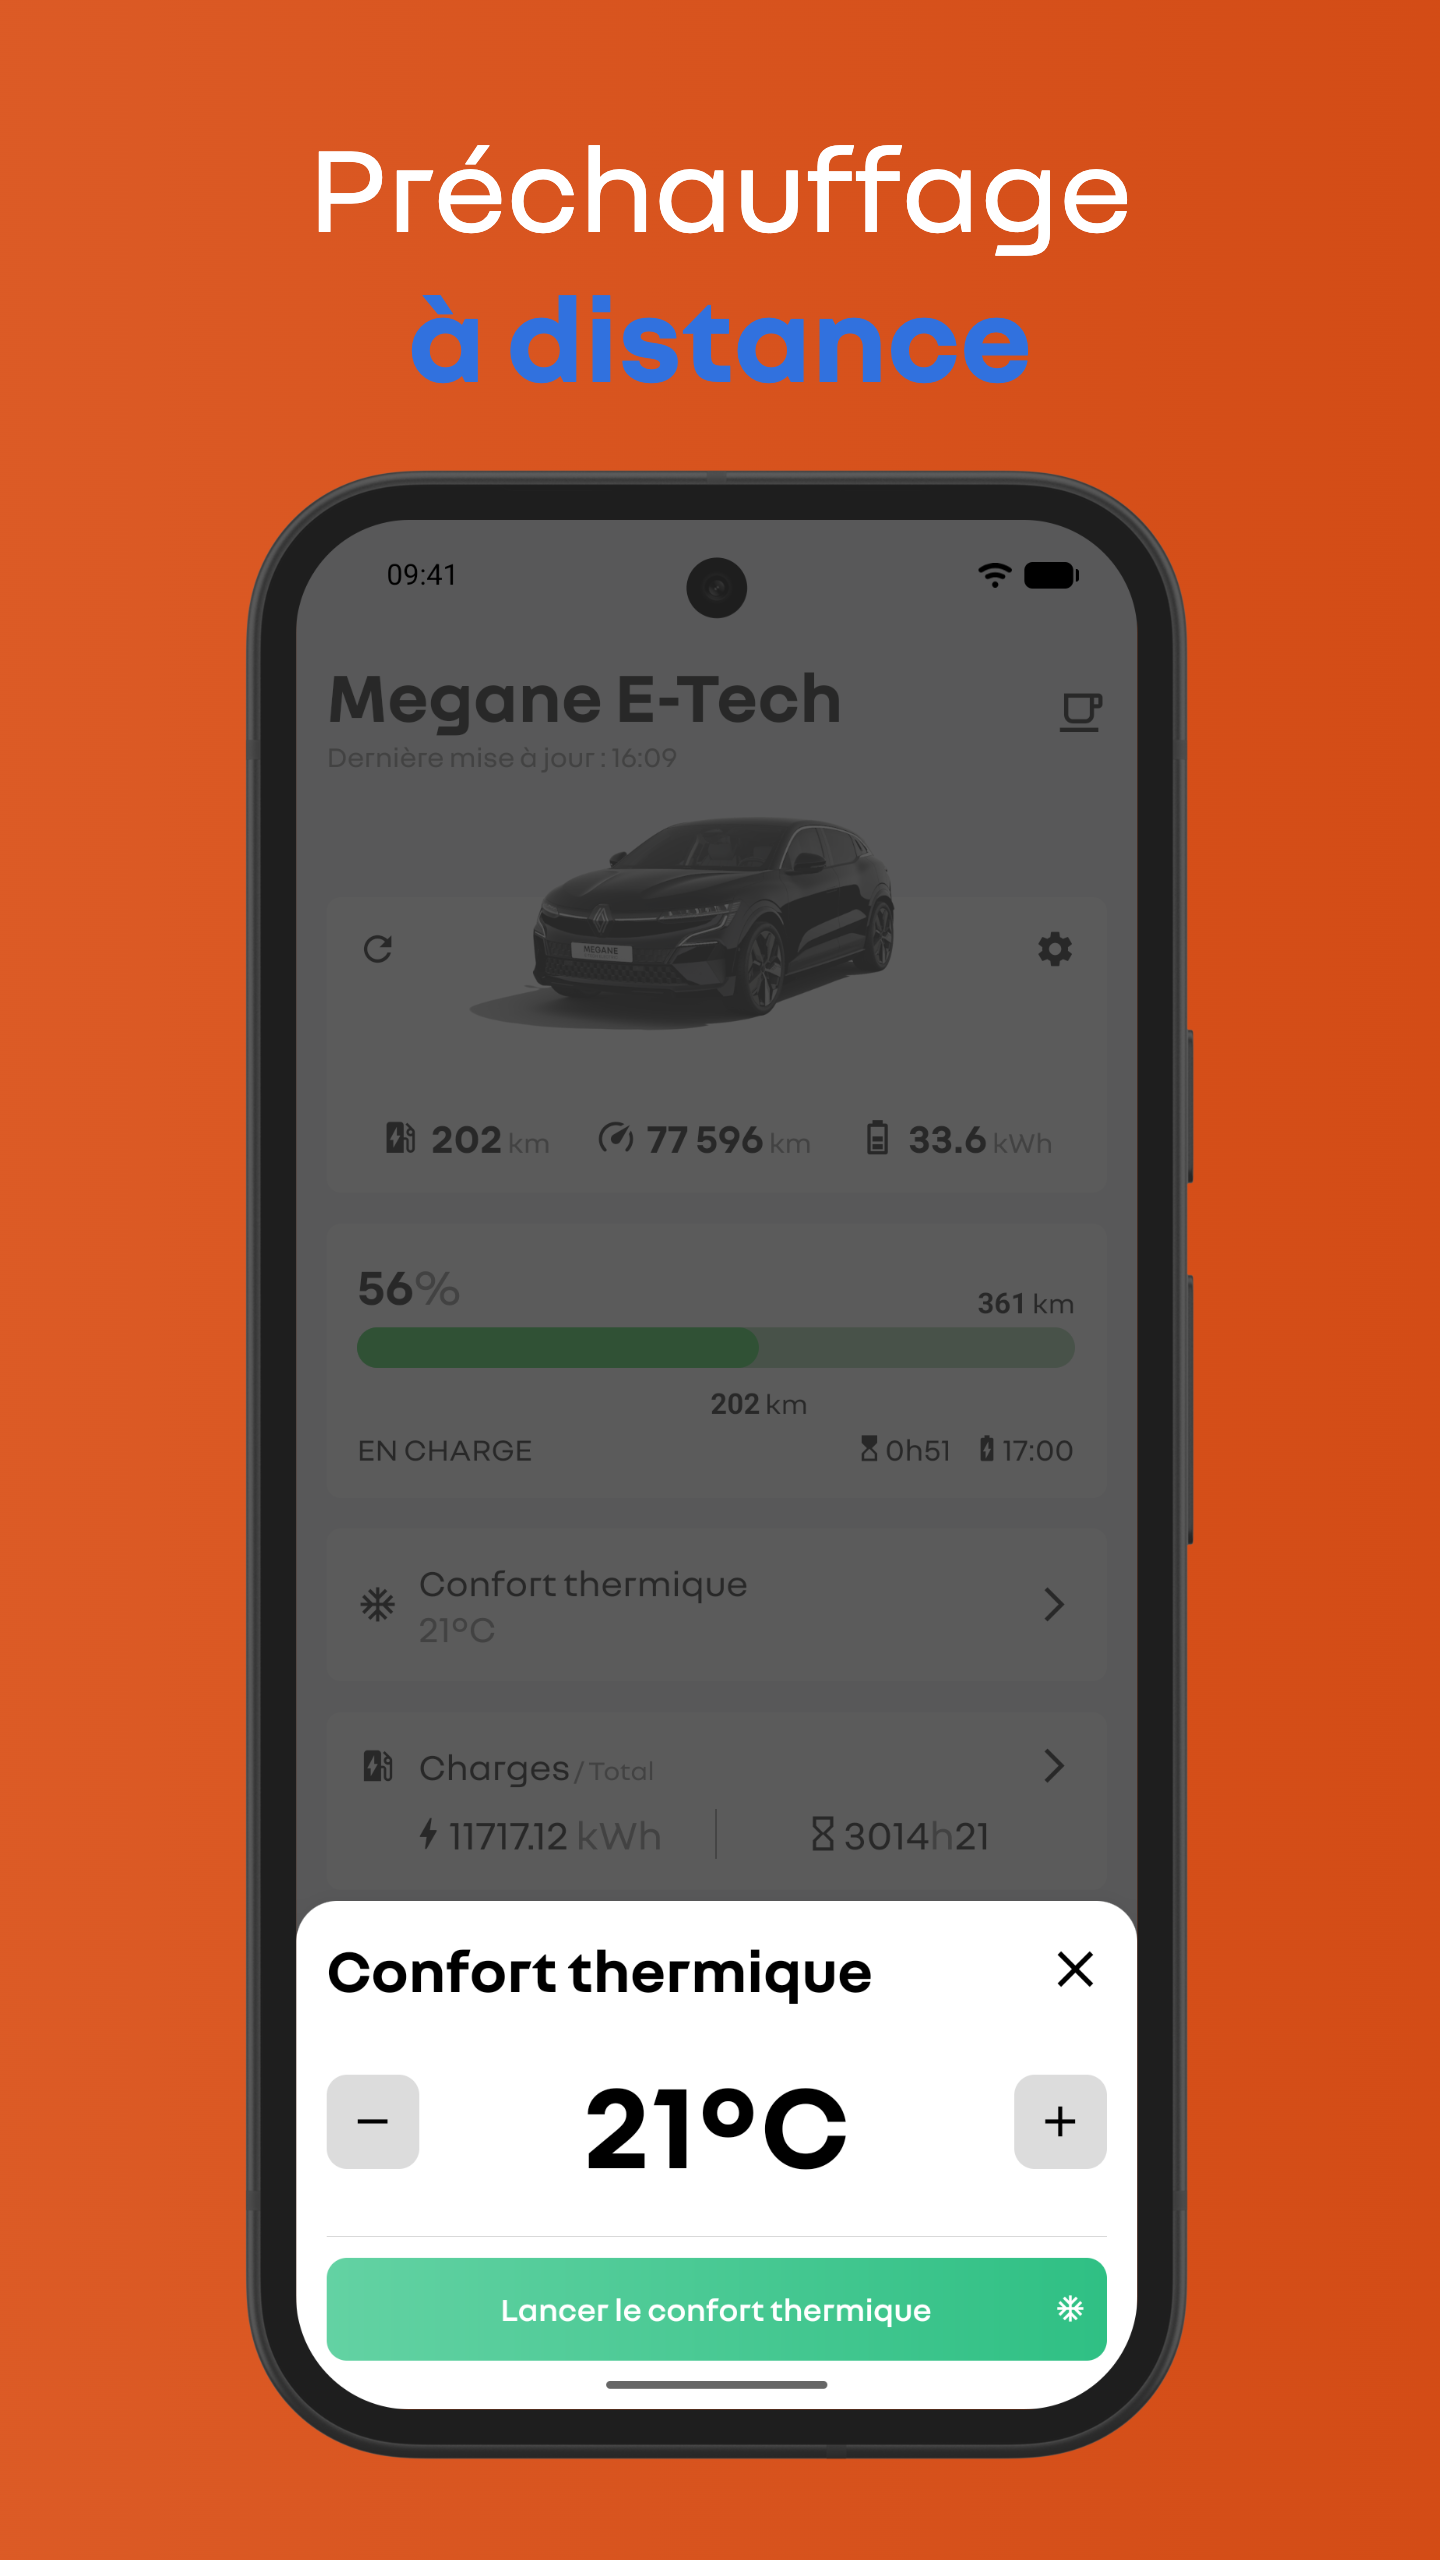 Préchauffage
à distance
09:41
Megane E-Tech
Dernière mise à jour : 16:09
MEGANE
202 km 77 596 km 33.6 kWh
56%
361 km
202 km
EN CHARGE 0h51 17:00
Confort thermique
21°C
Charges / Total
11717.12 kWh 3014h21
Confort thermique
21°C
Lancer le confort thermique